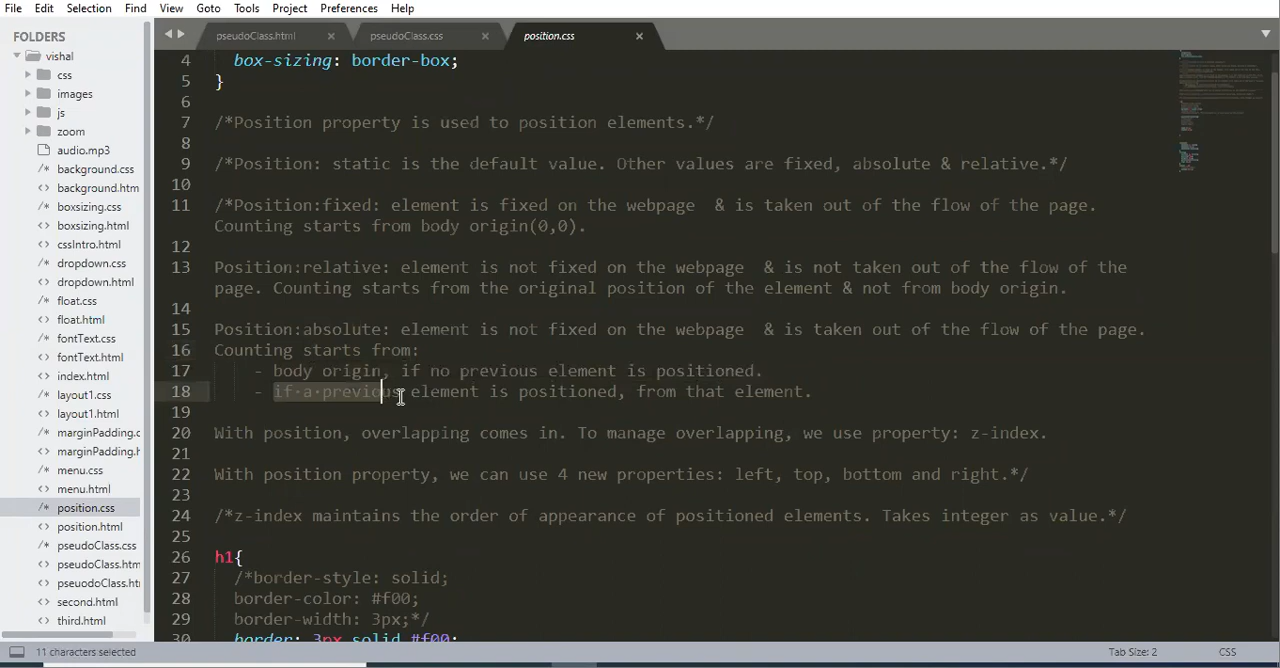 File Edit Selection Find View Goto Tools Project Preferences Help
FOLDERS
vishal
css
images
js
zoom
audio.mp3
background.css
background.htm
boxsizing.css
boxsizing.html
cssIntro.html
dropdown.css
dropdown.html
float.css
float.html
fontText.css
fontText.html
index.html
layout1.css
layout1.html
marginPadding.c
marginPadding.h
menu.css
menu.html
position.css
position.html
pseudoClass.css
pseudoClass.htm
pseuodoClass.ht
second.html
third.html
pseudoClass.html × pseudoClass.css × position.css ×
4 box-sizing: border-box;
5 }
6
7 /*Position property is used to position elements.*/
8
9 /*Position: static is the default value. Other values are fixed, absolute & relative.*/
10
11 /*Position:fixed: element is fixed on the webpage  & is taken out of the flow of the page.
Counting starts from body origin(0,0).
12
13 Position:relative: element is not fixed on the webpage  & is not taken out of the flow of the
page. Counting starts from the original position of the element & not from body origin.
14
15 Position:absolute: element is not fixed on the webpage  & is taken out of the flow of the page.
16 Counting starts from:
17 - body origin, if no previous element is positioned.
18 - if·a·previous element is positioned, from that element.
19
20 With position, overlapping comes in. To manage overlapping, we use property: z-index.
21
22 With position property, we can use 4 new properties: left, top, bottom and right.*/
23
24 /*z-index maintains the order of appearance of positioned elements. Takes integer as value.*/
25
26 h1{
27 /*border-style: solid;
28 border-color: #f00;
29 border-width: 3px;*/
30 border: 3px solid #f00;
11 characters selected Tab Size: 2 CSS